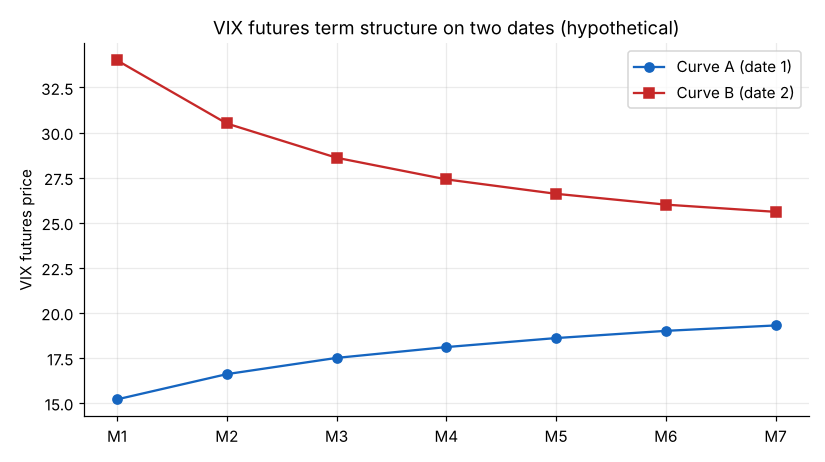 VIX futures term structure on two dates (hypothetical)
Curve A (date 1)
Curve B (date 2)
VIX futures price
32.5
30.0
27.5
25.0
22.5
20.0
17.5
15.0
M1 M2 M3 M4 M5 M6 M7